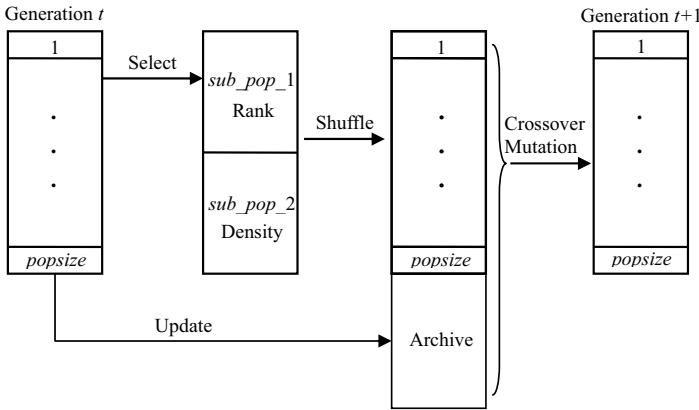 Generation t
Generation t+1
1
1
1
Select
sub_pop_1
Rank
Shuffle
Crossover
Mutation
sub_pop_2
Density
popsize
popsize
popsize
Update
Archive